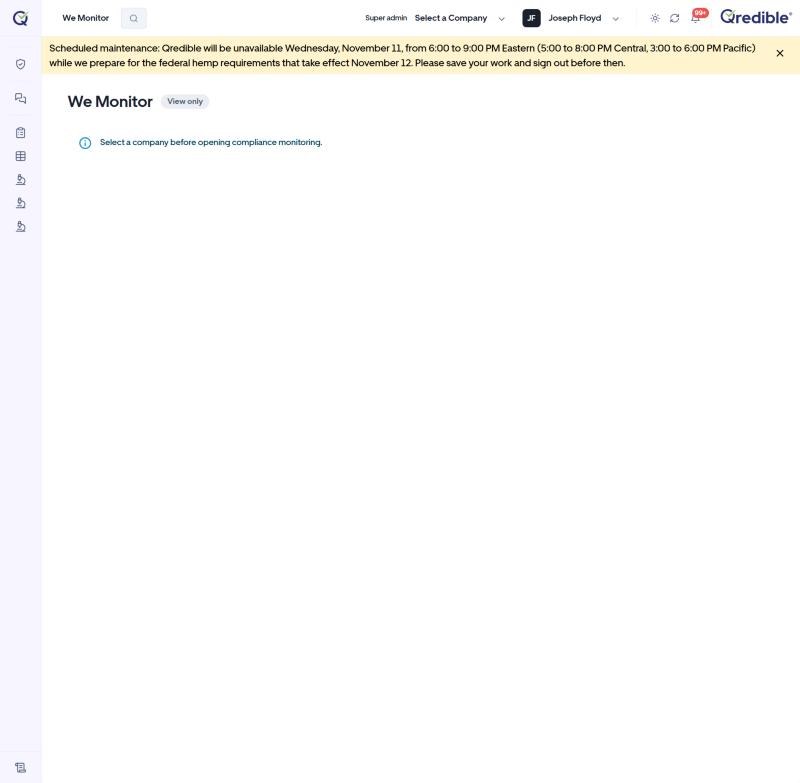 We Monitor
Super admin
Select a Company
JF
Joseph Floyd
99+
Qredible®
Scheduled maintenance: Qredible will be unavailable Wednesday, November 11, from 6:00 to 9:00 PM Eastern (5:00 to 8:00 PM Central, 3:00 to 6:00 PM Pacific)
while we prepare for the federal hemp requirements that take effect November 12. Please save your work and sign out before then.
We Monitor
View only
Select a company before opening compliance monitoring.